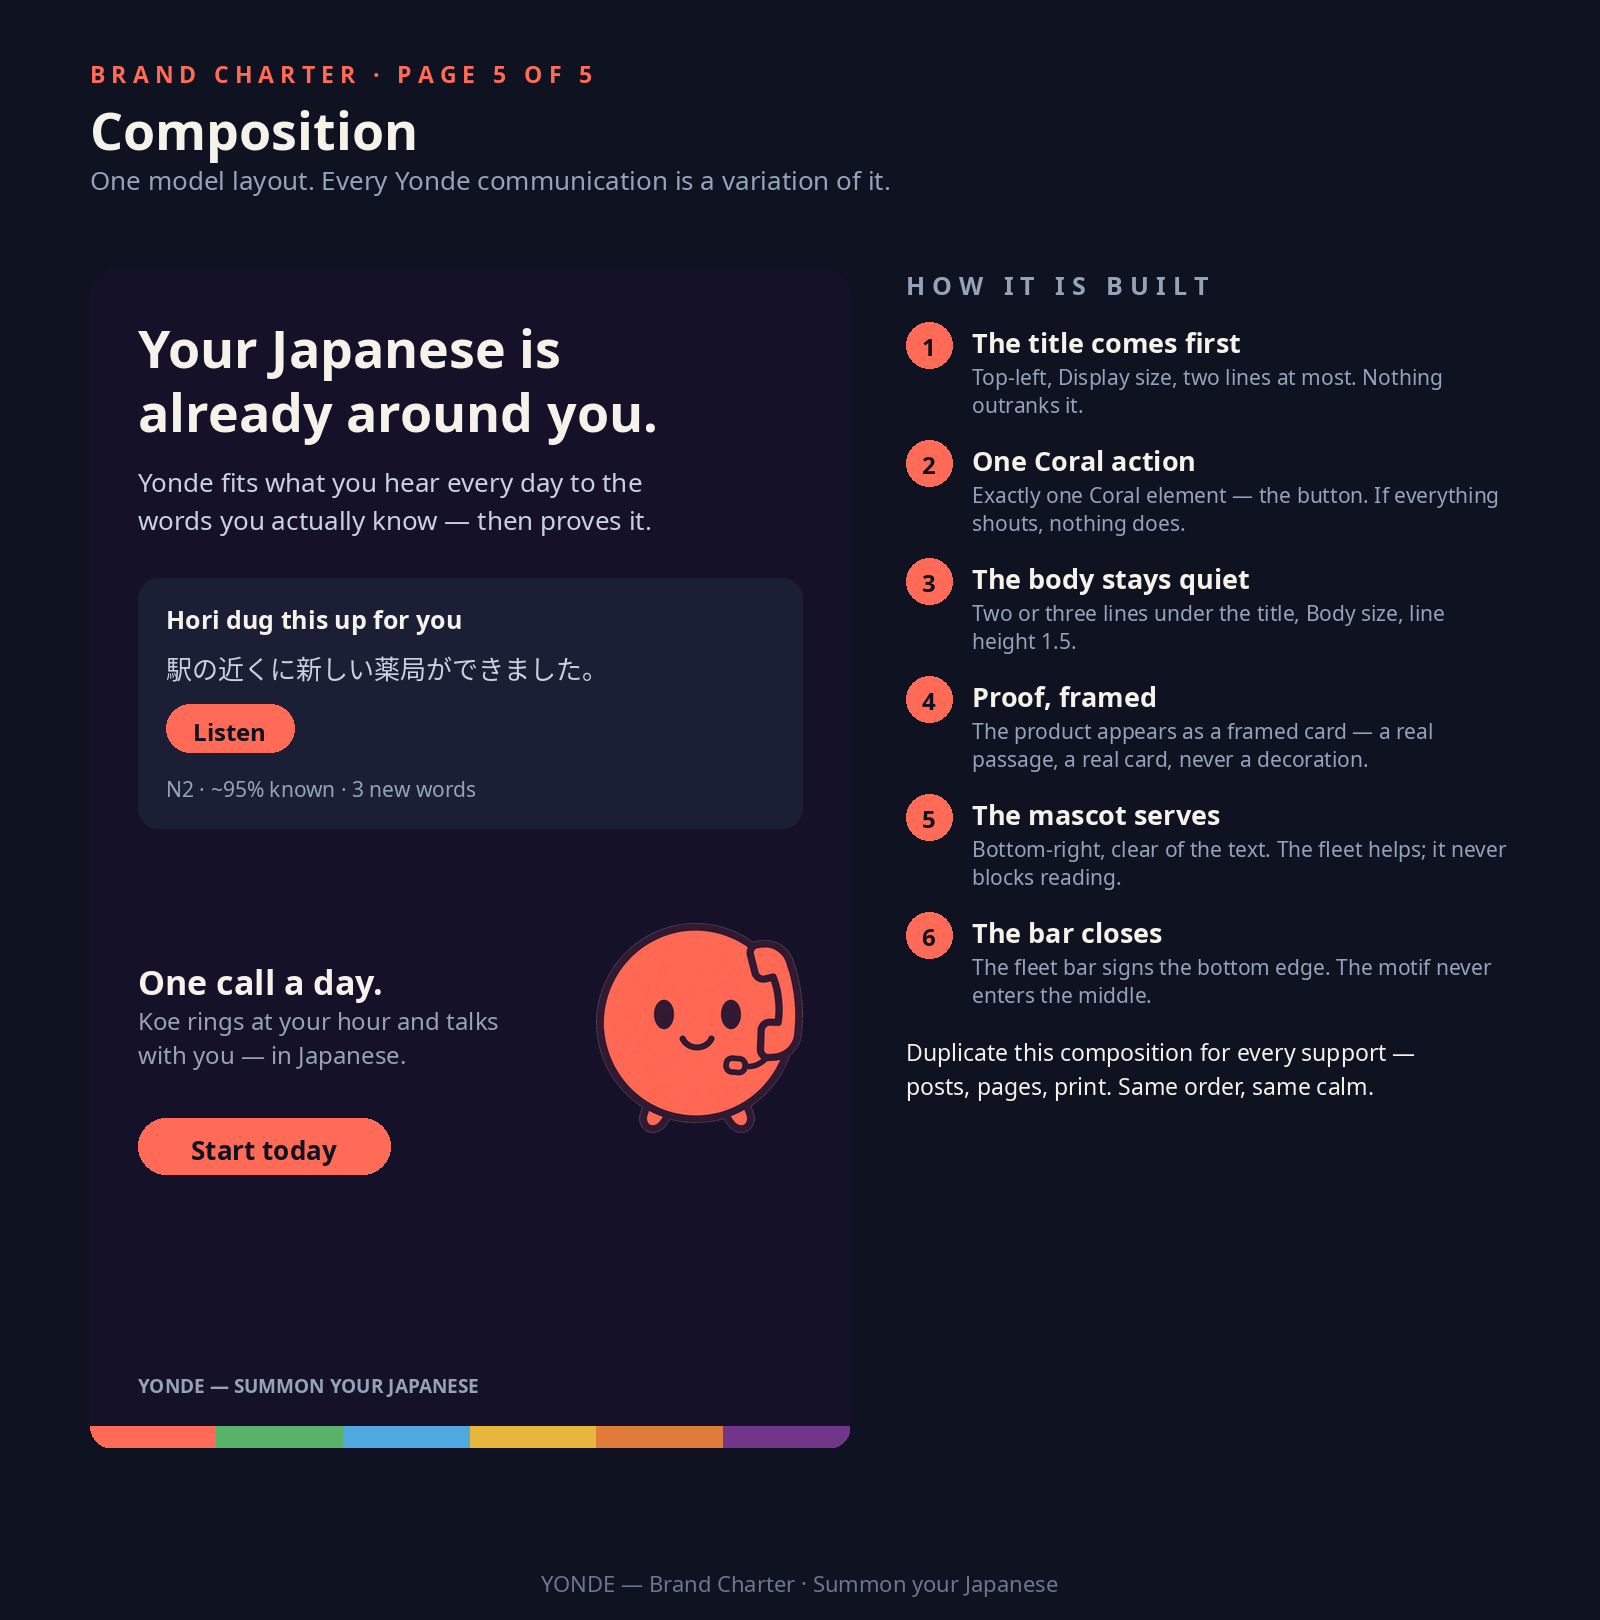 BRAND CHARTER · PAGE 5 OF 5
Composition
One model layout. Every Yonde communication is a variation of it.
Your Japanese is
already around you.
Yonde fits what you hear every day to the
words you actually know — then proves it.
Hori dug this up for you
駅の近くに新しい薬局ができました。
Listen
N2 · ~95% known · 3 new words
One call a day.
Koe rings at your hour and talks
with you — in Japanese.
Start today
YONDE — SUMMON YOUR JAPANESE
HOW IT IS BUILT
1
The title comes first
Top-left, Display size, two lines at most. Nothing
outranks it.
2
One Coral action
Exactly one Coral element — the button. If everything
shouts, nothing does.
3
The body stays quiet
Two or three lines under the title, Body size, line
height 1.5.
4
Proof, framed
The product appears as a framed card — a real
passage, a real card, never a decoration.
5
The mascot serves
Bottom-right, clear of the text. The fleet helps; it never
blocks reading.
6
The bar closes
The fleet bar signs the bottom edge. The motif never
enters the middle.
Duplicate this composition for every support —
posts, pages, print. Same order, same calm.
YONDE — Brand Charter · Summon your Japanese